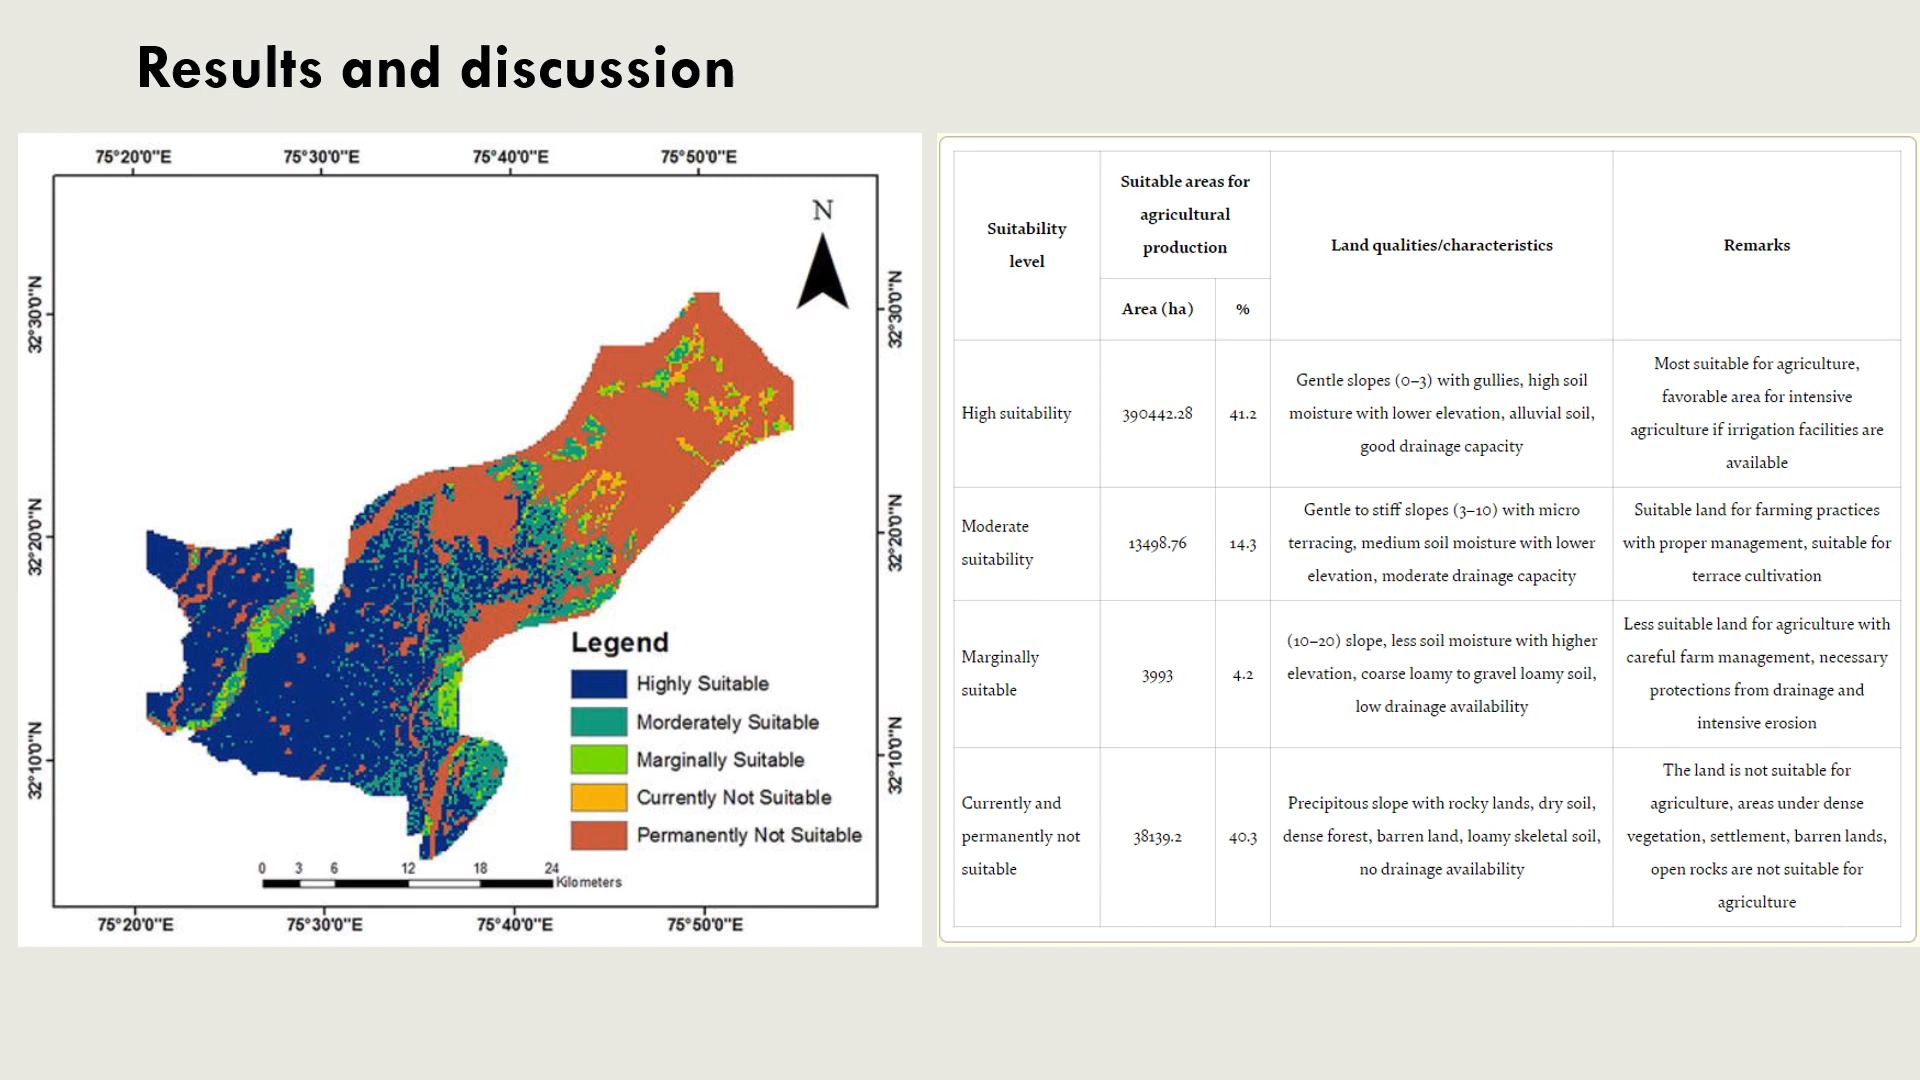 Results and discussion
75°20'0"E
75°30'0"E
75°40'0"E
75°50'0"E
N
32°30'0"N
32°30'0"N
32°20'0"N
32°20'0"N
32°10'0"N
32°10'0"N
Legend
Highly Suitable
Morderately Suitable
Marginally Suitable
Currently Not Suitable
Permanently Not Suitable
0 3 6 12 18 24
Kilometers
75°20'0"E
75°30'0"E
75°40'0"E
75°50'0"E
Suitability
level
Suitable areas for
agricultural
production
Area (ha)
%
Land qualities/characteristics
Remarks
High suitability
390442.28
41.2
Gentle slopes (0–3) with gullies, high soil
moisture with lower elevation, alluvial soil,
good drainage capacity
Most suitable for agriculture,
favorable area for intensive
agriculture if irrigation facilities are
available
Moderate
suitability
13498.76
14.3
Gentle to stiff slopes (3–10) with micro
terracing, medium soil moisture with lower
elevation, moderate drainage capacity
Suitable land for farming practices
with proper management, suitable for
terrace cultivation
Marginally
suitable
3993
4.2
(10–20) slope, less soil moisture with higher
elevation, coarse loamy to gravel loamy soil,
low drainage availability
Less suitable land for agriculture with
careful farm management, necessary
protections from drainage and
intensive erosion
Currently and
permanently not
suitable
38139.2
40.3
Precipitous slope with rocky lands, dry soil,
dense forest, barren land, loamy skeletal soil,
no drainage availability
The land is not suitable for
agriculture, areas under dense
vegetation, settlement, barren lands,
open rocks are not suitable for
agriculture